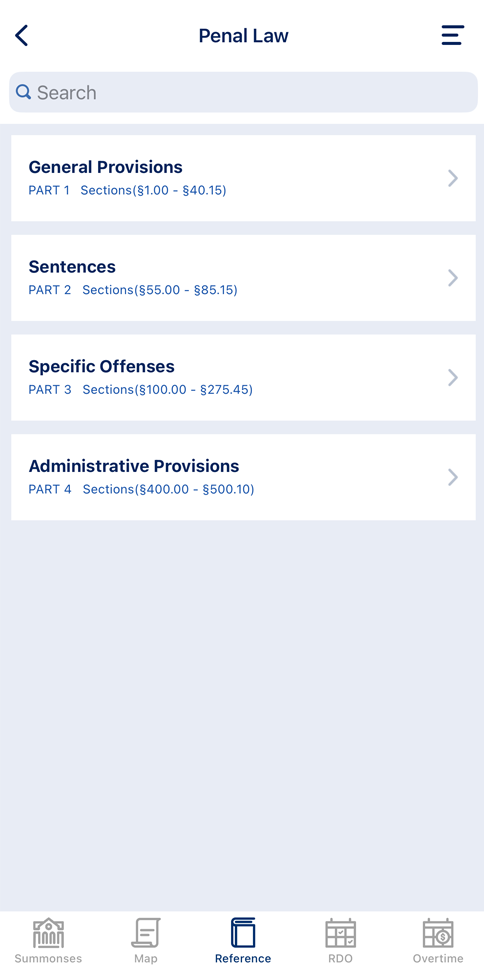 Penal Law
Search
General Provisions
PART 1 Sections(§1.00 - §40.15)
Sentences
PART 2 Sections(§55.00 - §85.15)
Specific Offenses
PART 3 Sections(§100.00 - §275.45)
Administrative Provisions
PART 4 Sections(§400.00 - §500.10)
Summonses Map Reference RDO Overtime